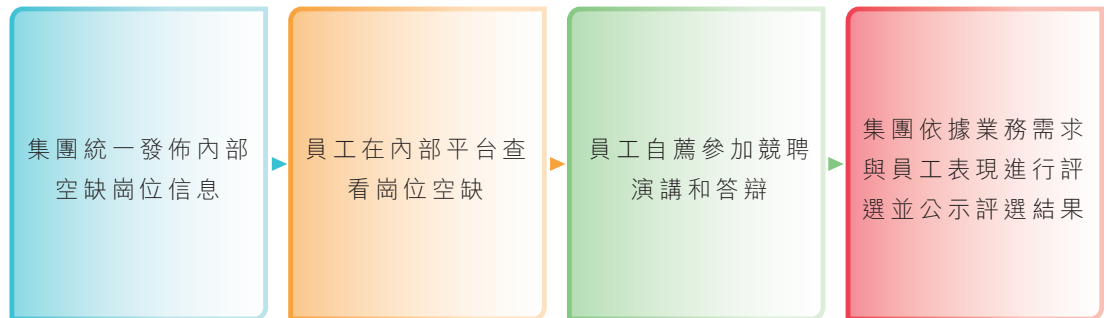 集團統一發佈內部
空缺崗位信息
員工在內部平台查
看崗位空缺
員工自薦參加競聘
演講和答辯
集團依據業務需求
與員工表現進行評
選並公示評選結果